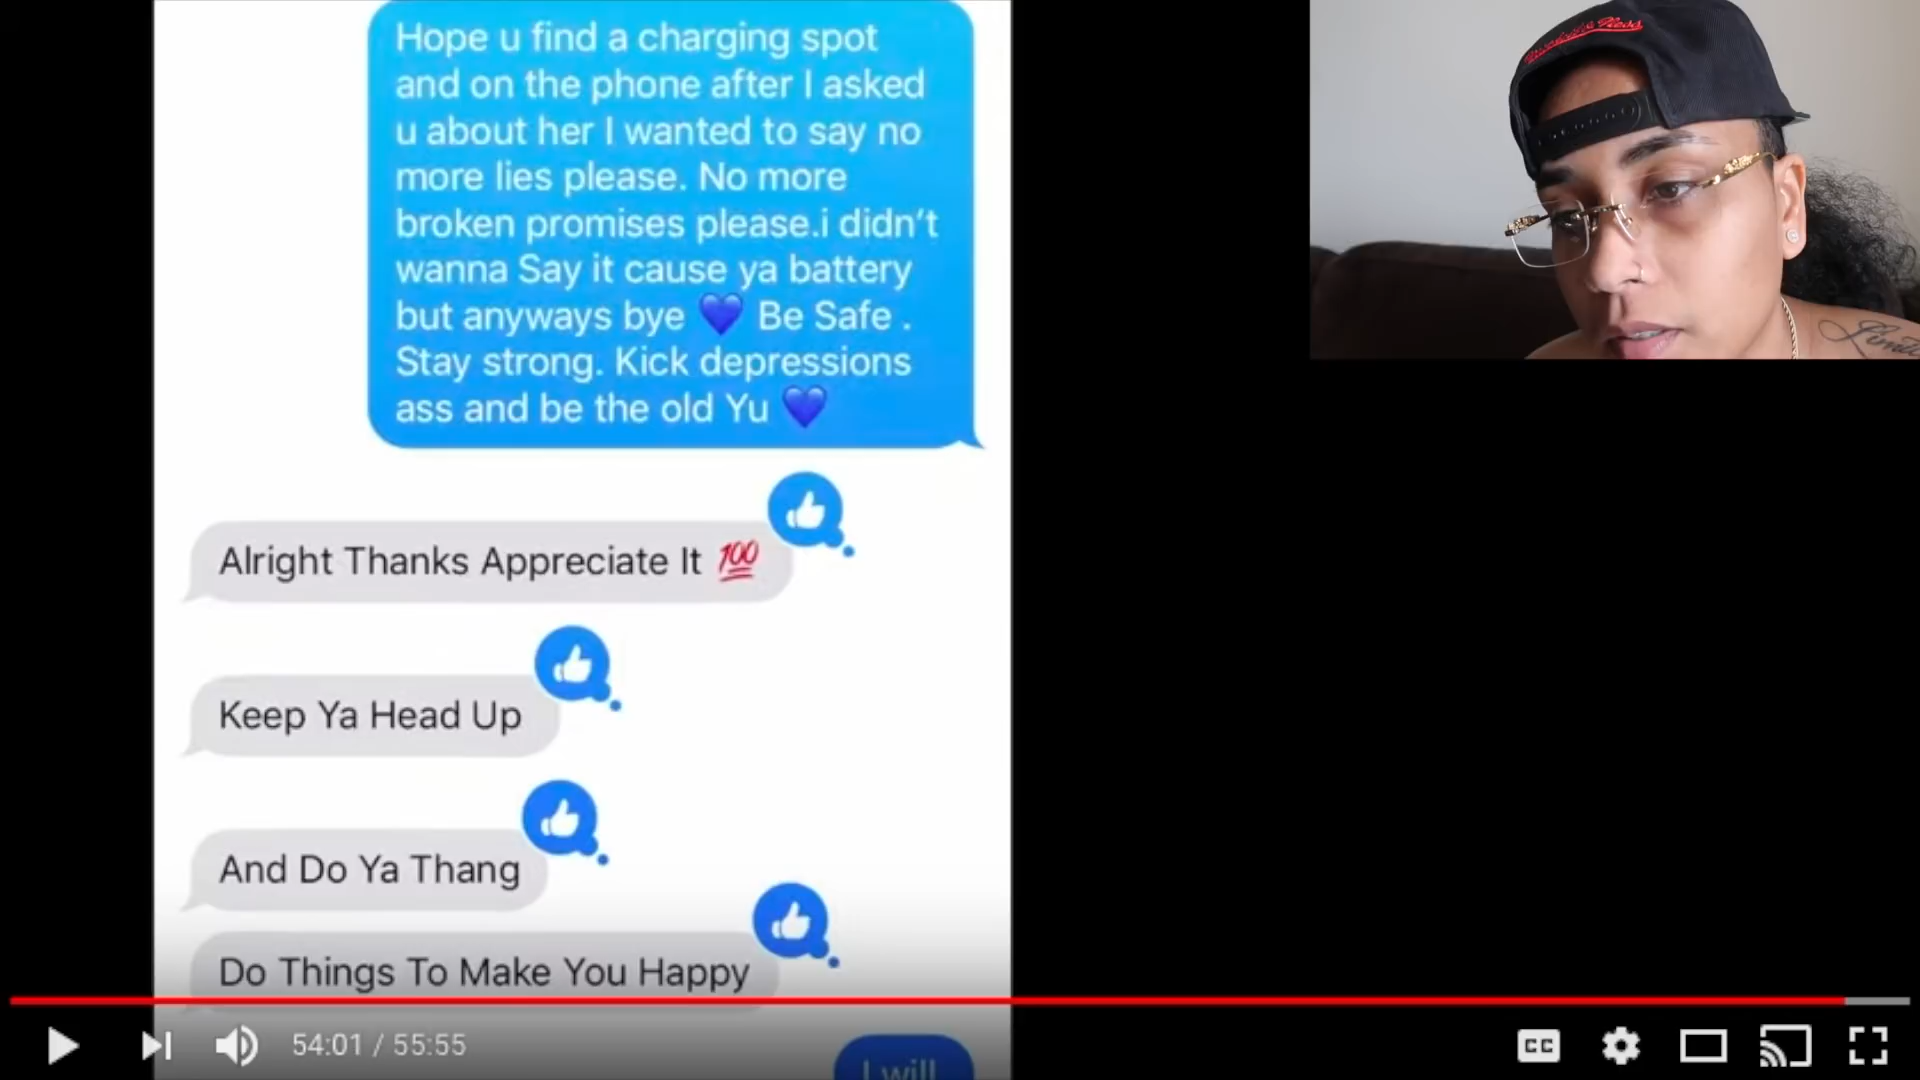 Hope u find a charging spot
and on the phone after I asked
u about her I wanted to say no
more lies please. No more
broken promises please.i didn't
wanna Say it cause ya battery
but anyways bye 💙 Be Safe .
Stay strong. Kick depressions
ass and be the old Yu 💙
Alright Thanks Appreciate It 💯
Keep Ya Head Up
And Do Ya Thang
Do Things To Make You Happy
I will
54:01 / 55:55
CC